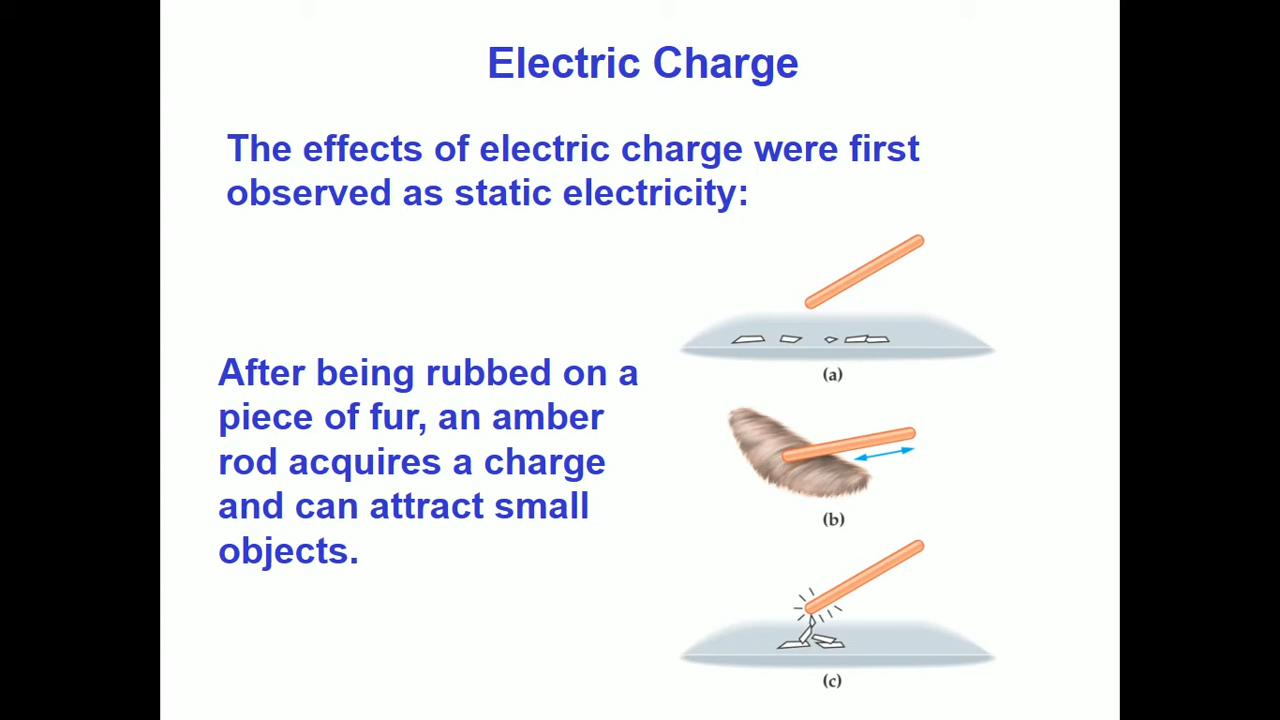 Electric Charge
The effects of electric charge were first
observed as static electricity:
(a)
After being rubbed on a
piece of fur, an amber
rod acquires a charge
and can attract small
objects.
(b)
(c)